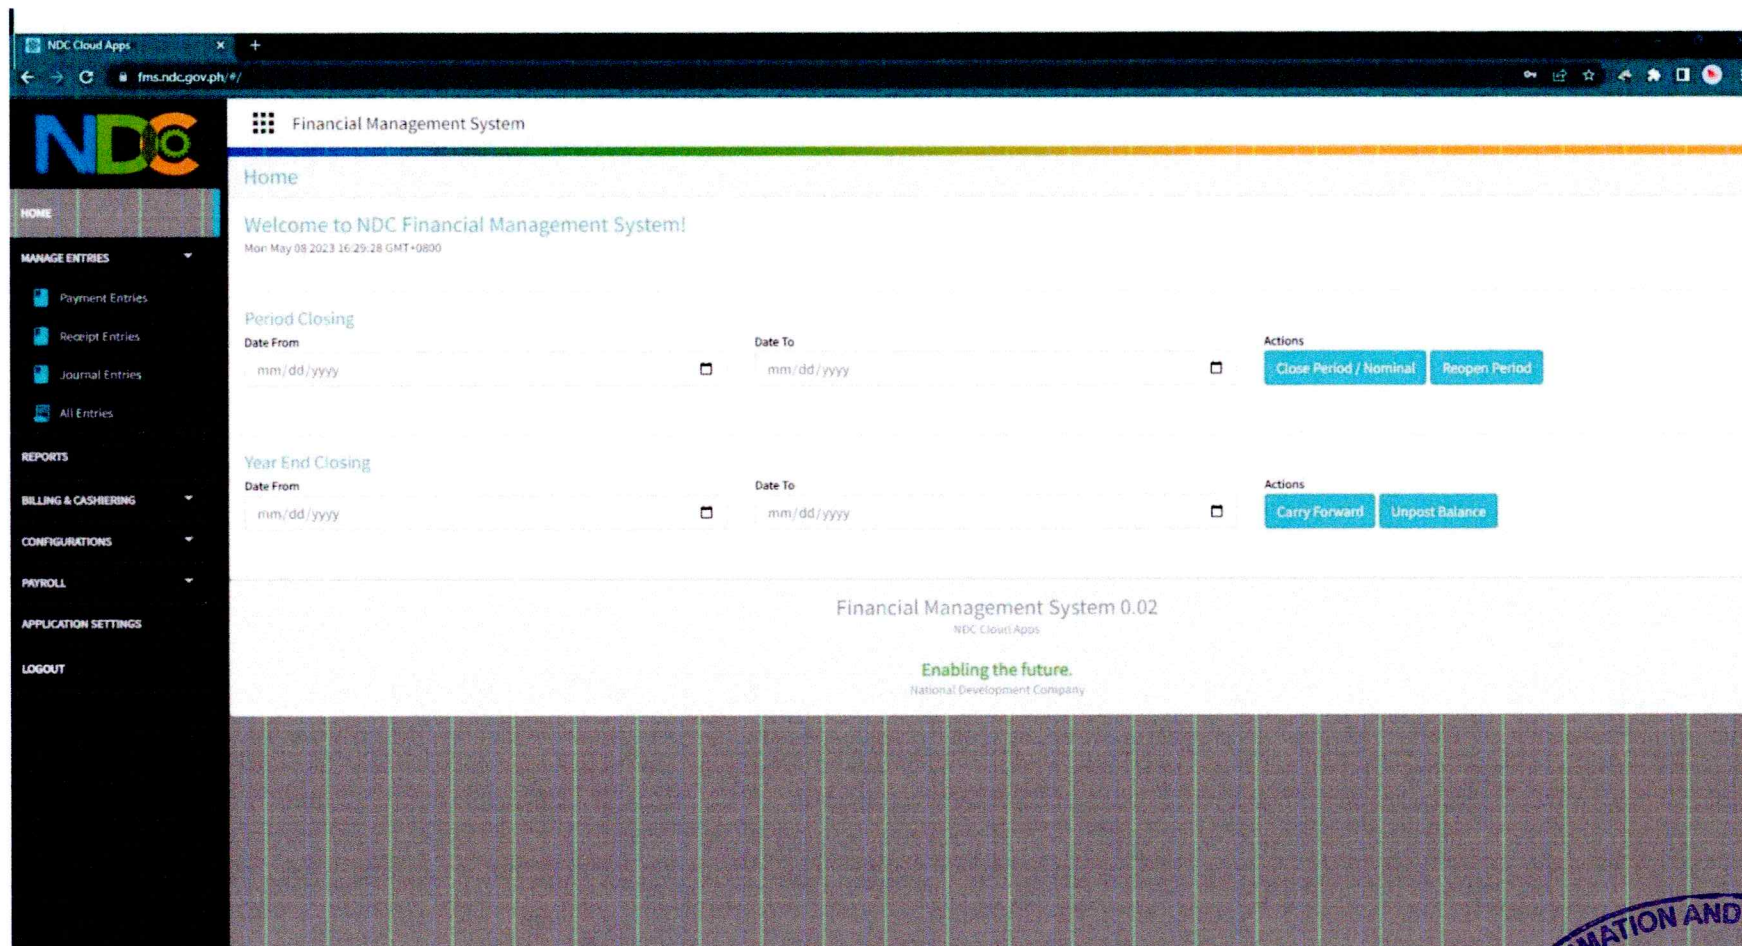 NDC Cloud Apps
fms.ndc.gov.ph/#/
NDC
Financial Management System
HOME
MANAGE ENTRIES
Payment Entries
Receipt Entries
Journal Entries
All Entries
REPORTS
BILLING & CASHIERING
CONFIGURATIONS
PAYROLL
APPLICATION SETTINGS
LOGOUT
Home
Welcome to NDC Financial Management System!
Mon May 08 2023 16:29:28 GMT+0800
Period Closing
Date From Date To Actions
mm/dd/yyyy mm/dd/yyyy Close Period / Nominal Reopen Period
Year End Closing
Date From Date To Actions
mm/dd/yyyy mm/dd/yyyy Carry Forward Unpost Balance
Financial Management System 0.02
NDC Cloud Apps
Enabling the future.
National Development Company
AND